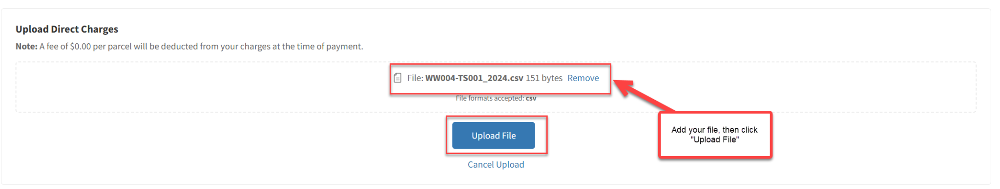 Upload Direct Charges
Note: A fee of $0.00 per parcel will be deducted from your charges at the time of payment.
File: WW004-TS001_2024.csv 151 bytes Remove
File formats accepted: csv
Upload File
Cancel Upload
Add your file, then click
"Upload File"